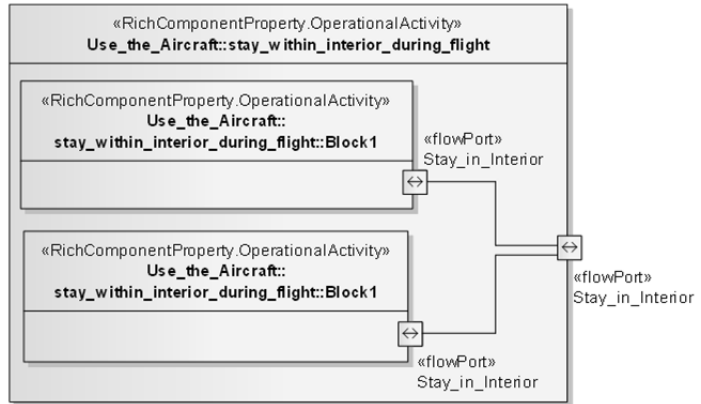 «RichComponentProperty.OperationalActivity»
Use_the_Aircraft::stay_within_interior_during_flight
«RichComponentProperty.OperationalActivity»
Use_the_Aircraft::
stay_within_interior_during_flight::Block1
«flowPort»
Stay_in_Interior
«RichComponentProperty.OperationalActivity»
Use_the_Aircraft::
stay_within_interior_during_flight::Block1
«flowPort»
Stay_in_Interior
«flowPort»
Stay_in_Interior